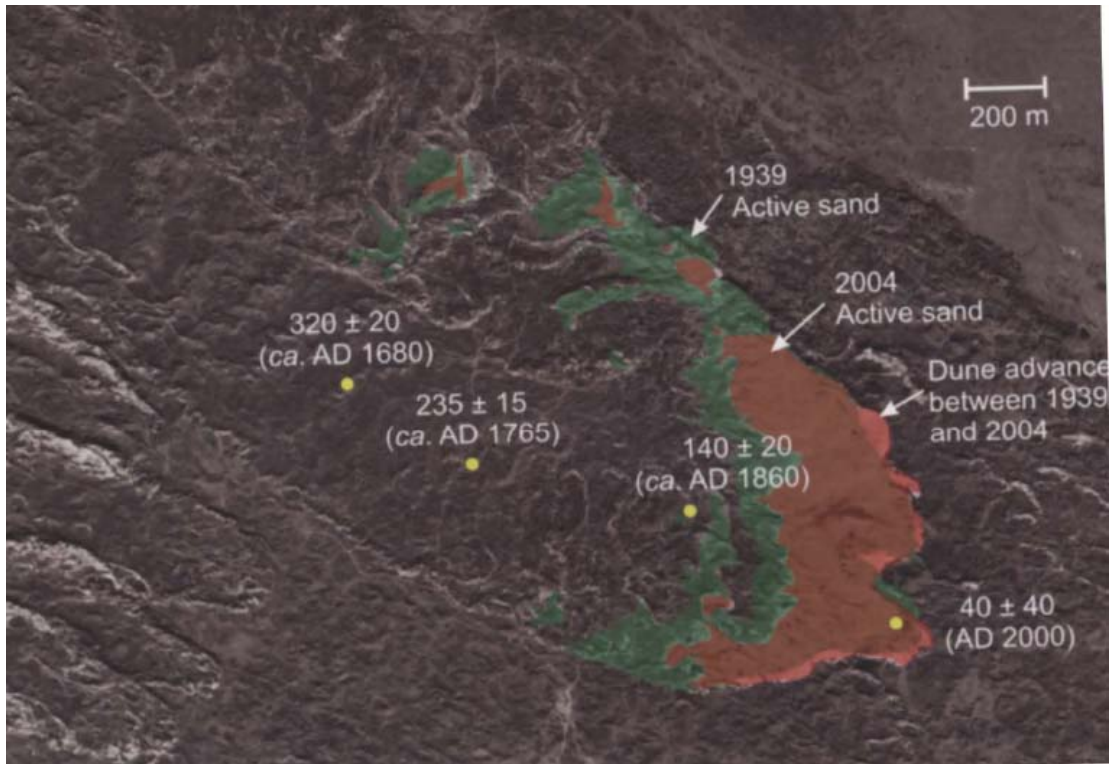 200 m
1939
Active sand
2004
Active sand
320 ± 20
(ca. AD 1680)
Dune advance
between 1939
and 2004
235 ± 15
(ca. AD 1765)
140 ± 20
(ca. AD 1860)
40 ± 40
(AD 2000)